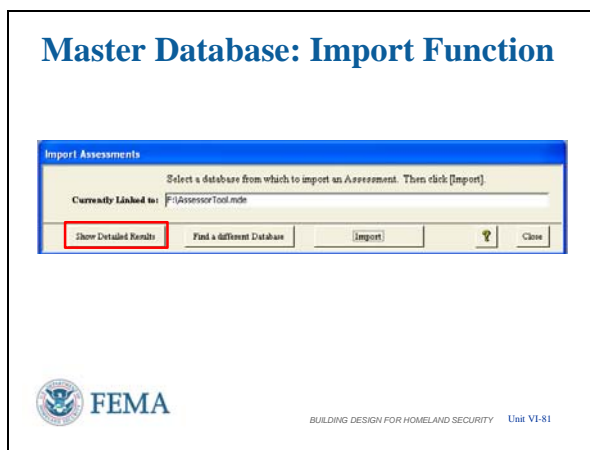 Master Database: Import Function
Import Assessments
Select a database from which to import an Assessment. Then click [Import].
Currently Linked to: F:\AssessorTool.mde
Show Detailed Results Find a different Database Import ? Close
FEMA
BUILDING DESIGN FOR HOMELAND SECURITY Unit VI-81